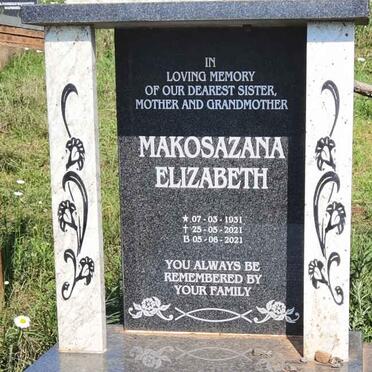 IN
LOVING MEMORY
OF OUR DEAREST SISTER,
MOTHER AND GRANDMOTHER
MAKOSAZANA
ELIZABETH
★ 07-03-1931
† 25-05-2021
B 05-06-2021
YOU ALWAYS BE
REMEMBERED BY
YOUR FAMILY